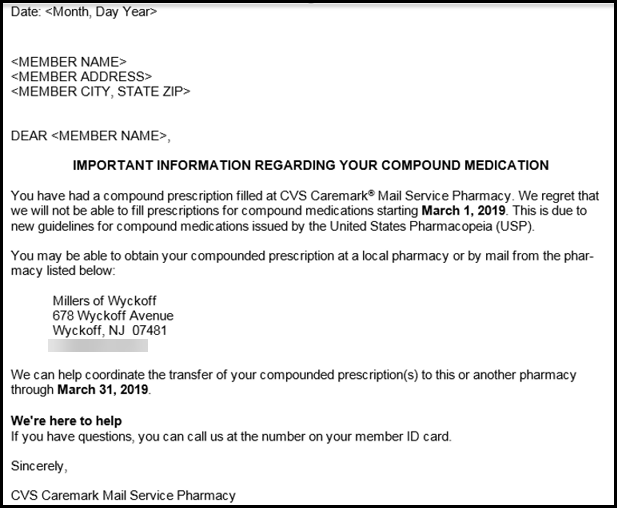 Date: <Month, Day Year>
<MEMBER NAME>
<MEMBER ADDRESS>
<MEMBER CITY, STATE ZIP>
DEAR <MEMBER NAME>,
IMPORTANT INFORMATION REGARDING YOUR COMPOUND MEDICATION
You have had a compound prescription filled at CVS Caremark® Mail Service Pharmacy. We regret that
we will not be able to fill prescriptions for compound medications starting March 1, 2019. This is due to
new guidelines for compound medications issued by the United States Pharmacopeia (USP).
You may be able to obtain your compounded prescription at a local pharmacy or by mail from the phar-
macy listed below:
Millers of Wyckoff
678 Wyckoff Avenue
Wyckoff, NJ 07481
We can help coordinate the transfer of your compounded prescription(s) to this or another pharmacy
through March 31, 2019.
We're here to help
If you have questions, you can call us at the number on your member ID card.
Sincerely,
CVS Caremark Mail Service Pharmacy